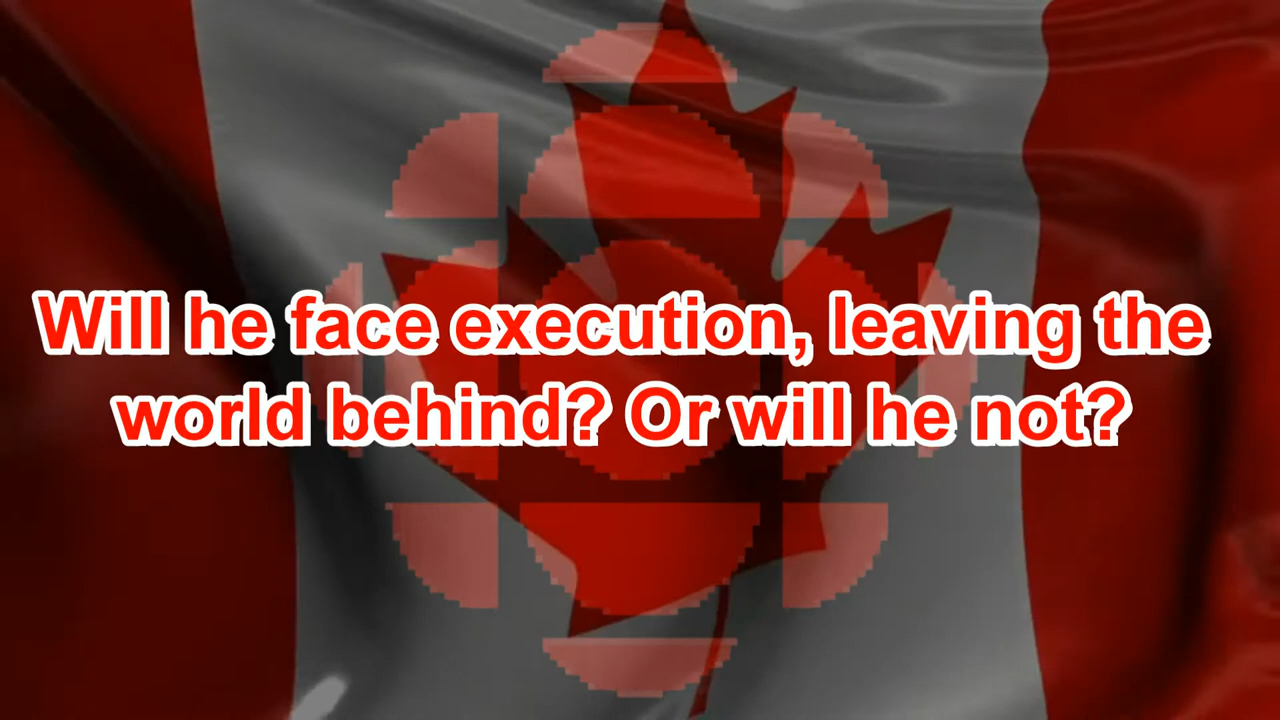 Will he face execution, leaving the
world behind? Or will he not?